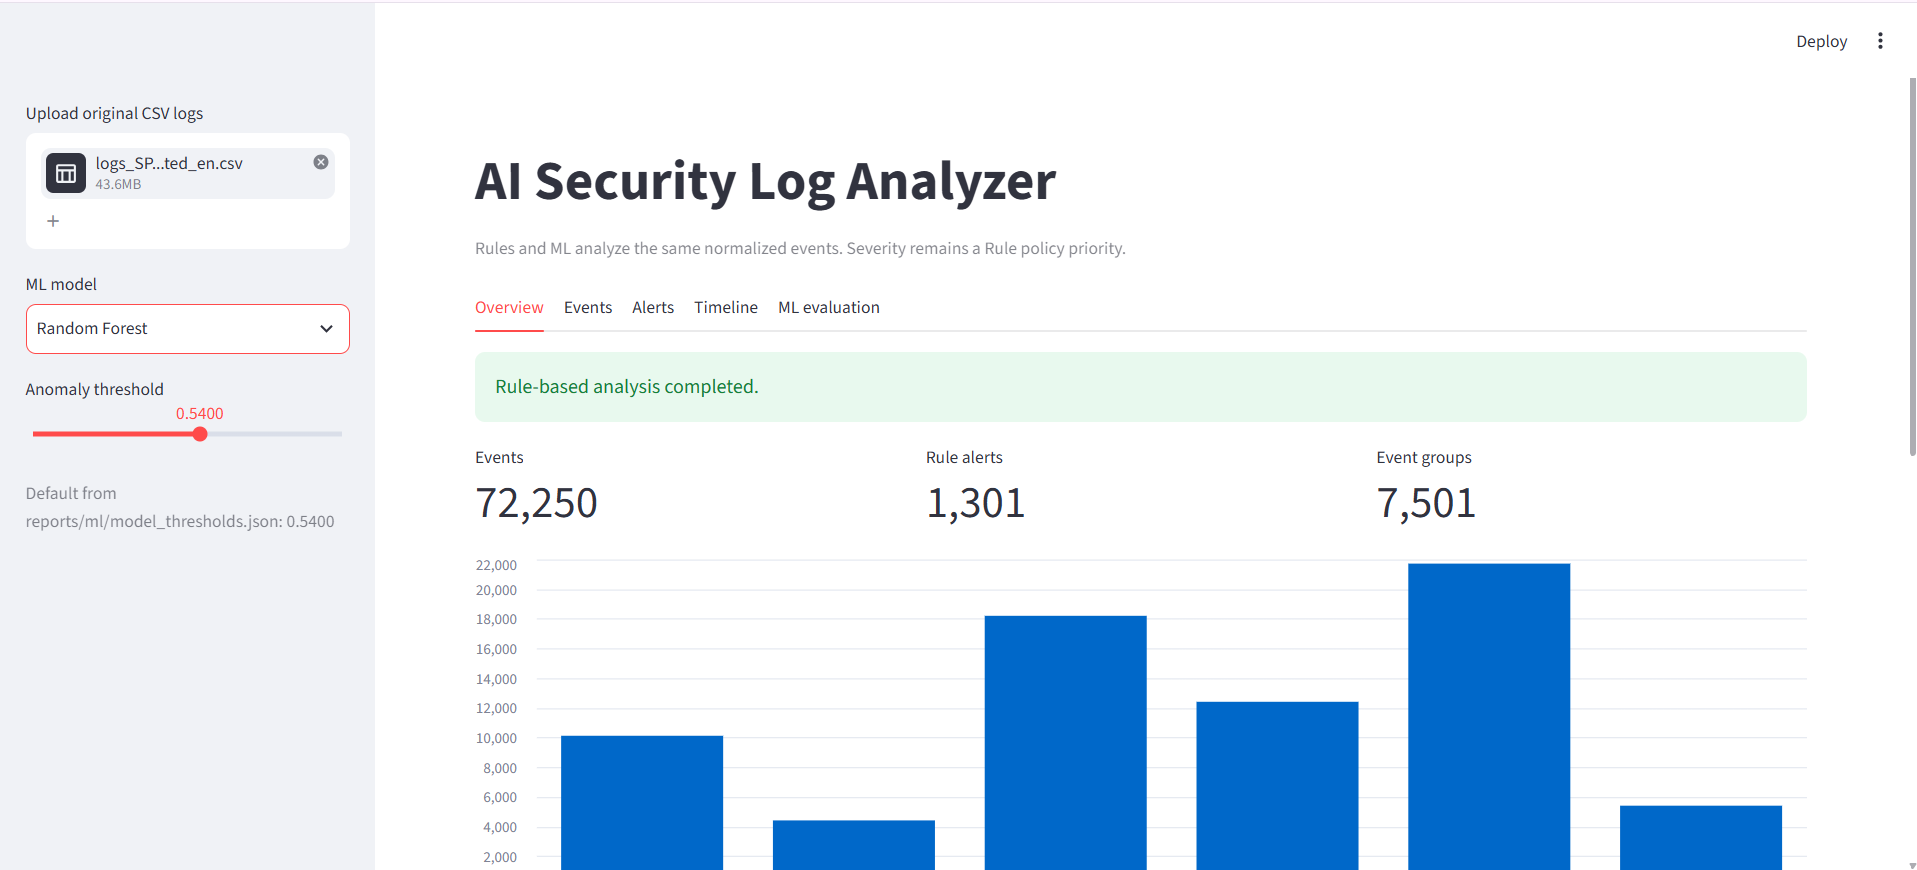 Deploy
Upload original CSV logs
logs_SP...ted_en.csv
43.6MB
+
ML model
Random Forest
Anomaly threshold
0.5400
Default from
reports/ml/model_thresholds.json: 0.5400
AI Security Log Analyzer
Rules and ML analyze the same normalized events. Severity remains a Rule policy priority.
Overview Events Alerts Timeline ML evaluation
Rule-based analysis completed.
Events Rule alerts Event groups
72,250 1,301 7,501
22,000
20,000
18,000
16,000
14,000
12,000
10,000
8,000
6,000
4,000
2,000